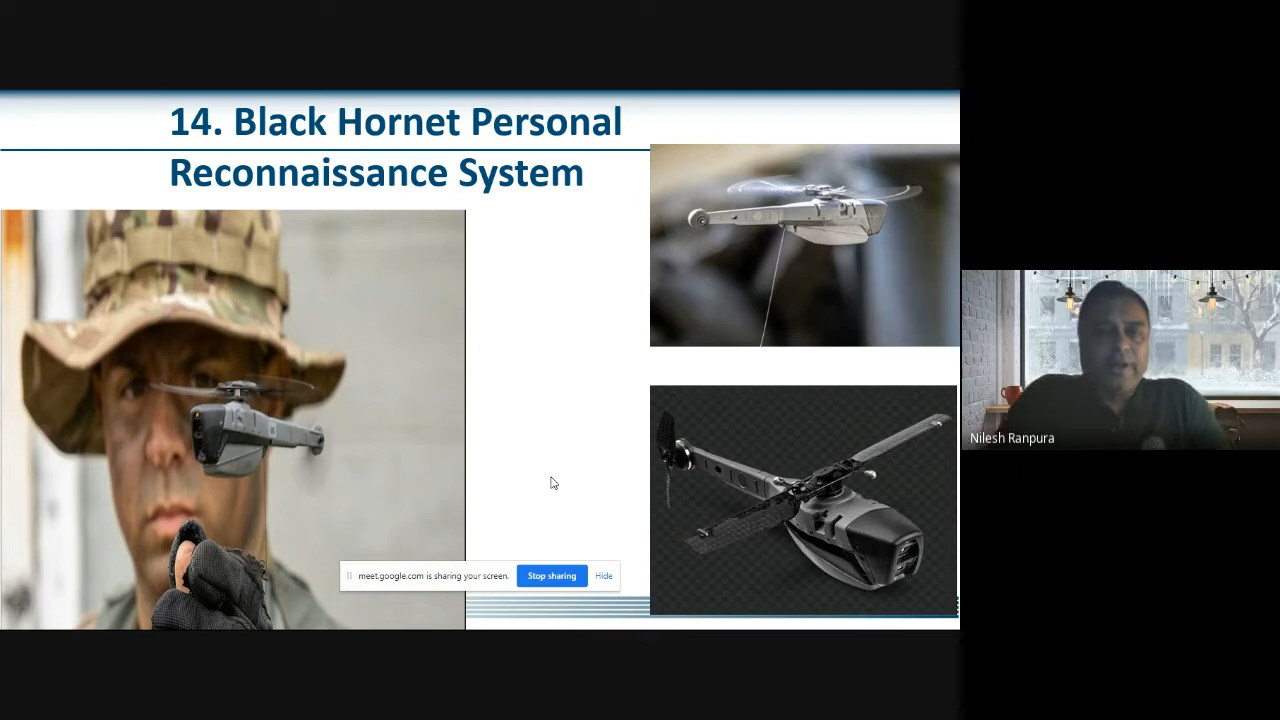 14. Black Hornet Personal
Reconnaissance System
meet.google.com is sharing your screen.
Stop sharing
Hide
Nilesh Ranpura